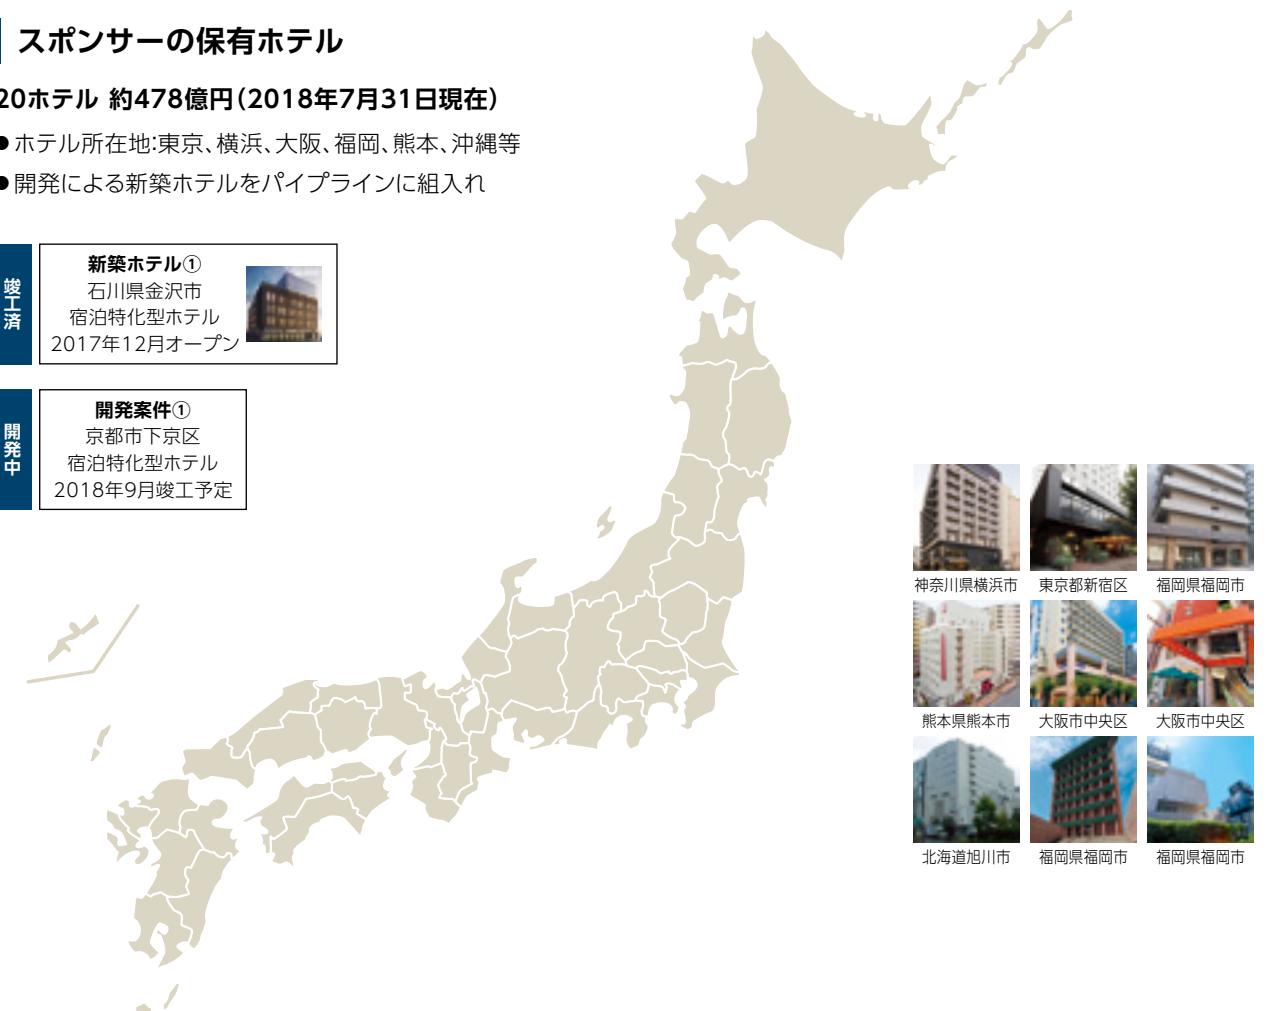 スポンサーの保有ホテル
20ホテル 約478億円(2018年7月31日現在)
●ホテル所在地:東京、横浜、大阪、福岡、熊本、沖縄等
●開発による新築ホテルをパイプラインに組入れ
竣工済
新築ホテル①
石川県金沢市
宿泊特化型ホテル
2017年12月オープン
開発中
開発案件①
京都市下京区
宿泊特化型ホテル
2018年9月竣工予定
神奈川県横浜市 東京都新宿区 福岡県福岡市
熊本県熊本市 大阪市中央区 大阪市中央区
北海道旭川市 福岡県福岡市 福岡県福岡市